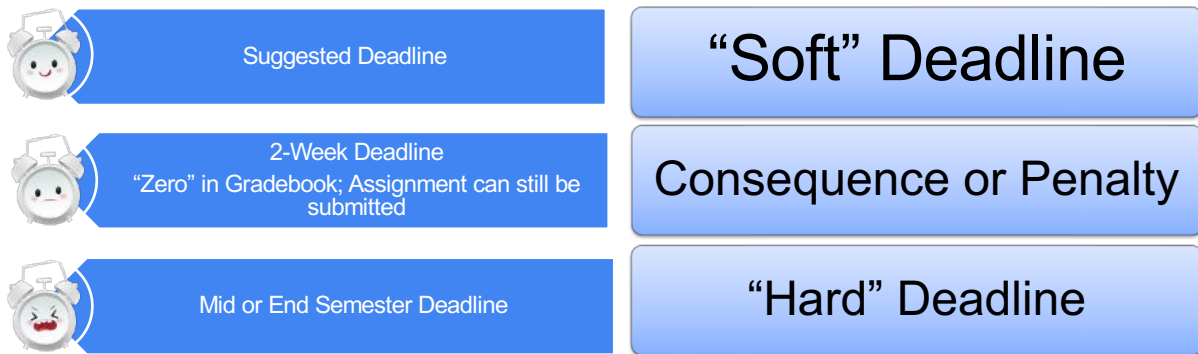 Suggested Deadline
“Soft” Deadline
2-Week Deadline
“Zero” in Gradebook; Assignment can still be
submitted
Consequence or Penalty
Mid or End Semester Deadline
“Hard” Deadline